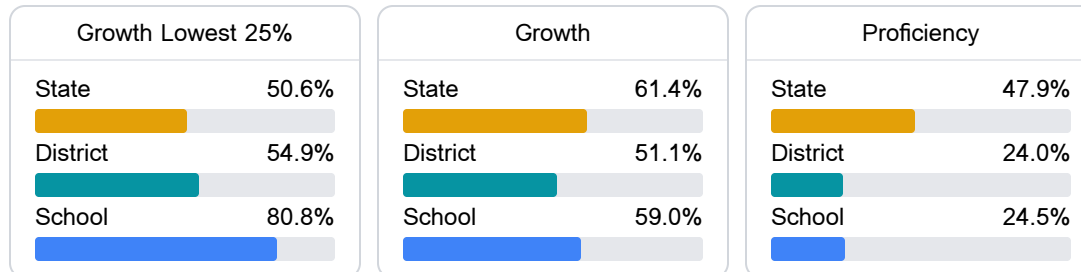 Growth Lowest 25%
State 50.6%
District 54.9%
School 80.8%
Growth
State 61.4%
District 51.1%
School 59.0%
Proficiency
State 47.9%
District 24.0%
School 24.5%